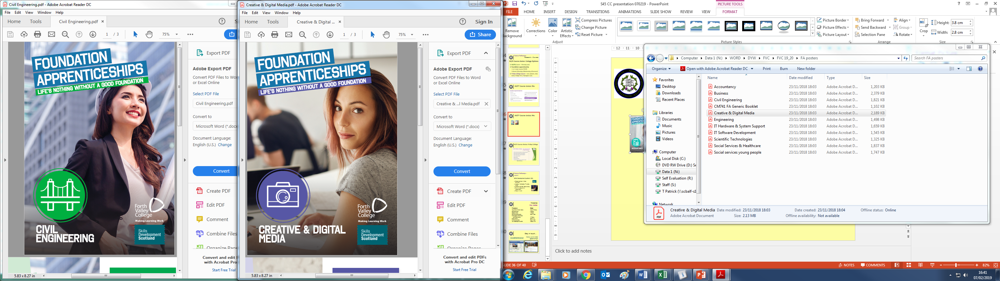 Civil Engineering.pdf - Adobe Acrobat Reader DC
File Edit View Window Help
Home Tools Civil Engineering.pdf ×
1 / 3 75%
FOUNDATION
APPRENTICESHIPS
LIFE'S NOTHING WITHOUT A GOOD FOUNDATION
CIVIL
ENGINEERING
Forth
Valley
College
Making Learning Work
Skills
Development
Scotland
5.83 x 8.27 in
Export PDF
Adobe Export PDF
Convert PDF Files to Wor
or Excel Online
Select PDF File
Civil Engineering.pdf
Convert to
Microsoft Word (*.docx
Document Language:
English (U.S.) Change
Convert
Create PDF
Edit PDF
Comment
Combine Files
Organize Page
Convert and edit
with Acrobat Pro
Start Free Trial
Creative & Digital Media.pdf - Adobe Acrobat Reader DC
File Edit View Window Help
Home Tools Creative & Digital ... × Sign In
1 / 3 75% Share
FOUNDATION
APPRENTICESHIPS
LIFE'S NOTHING WITHOUT A GOOD FOUNDATION
CREATIVE & DIGITAL
MEDIA
Forth
Valley
College
Making Learning Work
Skills
Development
Scotland
5.83 x 8.27 in
Export PDF
Adobe Export PDF
Convert PDF Files to Word
or Excel Online
Select PDF File
Creative & ...l Media.pdf
Convert to
Microsoft Word (*.docx)
Document Language:
English (U.S.) Change
Convert
Create PDF
Edit PDF
Comment
Combine Files
Organize Pages
Convert and edit PDFs
with Acrobat Pro DC
Start Free Trial
S45 CC presentation 070219 - PowerPoint
PICTURE TOOLS
FILE HOME INSERT DESIGN TRANSITIONS ANIMATIONS SLIDE SHOW REVIEW VIEW FORMAT
Remove
Background
Corrections
Color
Artistic
Effects
Compress Pictures
Change Picture
Reset Picture
Adjust
Picture Styles
Picture Border
Picture Effects
Picture Layout
Bring Forward
Send Backward
Selection Pane
Align
Group
Rotate
Arrange
Crop
Height: 3.8 cm
Width: 2.8 cm
Size
Computer Data 1 (N:) WORD DYW FVC FVC 19_20 FA posters
Search FA posters
Organize Open with Adobe Acrobat Reader DC Print Burn New folder
Favorites
Desktop
Downloads
Recent Places
Libraries
Documents
Music
Pictures
Videos
Computer
Local Disk (C:)
DVD RW Drive (D:) Se
Data 1 (N:)
Self Evaluation (R:)
Staff (S:)
T Patrick (\\scbalf-s1
Network
Name Date modified Type Size
Accountancy 23/11/2018 18:03 Adobe Acrobat D... 1,203 KB
Business 23/11/2018 18:03 Adobe Acrobat D... 2,379 KB
Civil Engineering 23/11/2018 18:03 Adobe Acrobat D... 1,821 KB
CM741 FA Generic Booklet 23/11/2018 18:03 Adobe Acrobat D... 1,102 KB
Creative & Digital Media 23/11/2018 18:03 Adobe Acrobat D... 2,189 KB
Engineering 23/11/2018 18:03 Adobe Acrobat D... 1,498 KB
IT Hardware & System Support 23/11/2018 18:03 Adobe Acrobat D... 1,659 KB
IT Software Development 23/11/2018 18:03 Adobe Acrobat D... 1,545 KB
Scientific Technologies 23/11/2018 18:03 Adobe Acrobat D... 1,325 KB
Social Services & Healthcare 23/11/2018 18:03 Adobe Acrobat D... 1,837 KB
Social services young people 23/11/2018 18:03 Adobe Acrobat D... 1,747 KB
Creative & Digital Media Date modified: 23/11/2018 18:03 Date created: 23/11/2018 18:04 Offline status: Online
Adobe Acrobat Document Size: 2.13 MB Offline availability: Not available
ACCOUNTANCY
Click to add notes
SLIDE 36 OF 40
NOTES COMMENTS 82%
16:41
07/02/2019